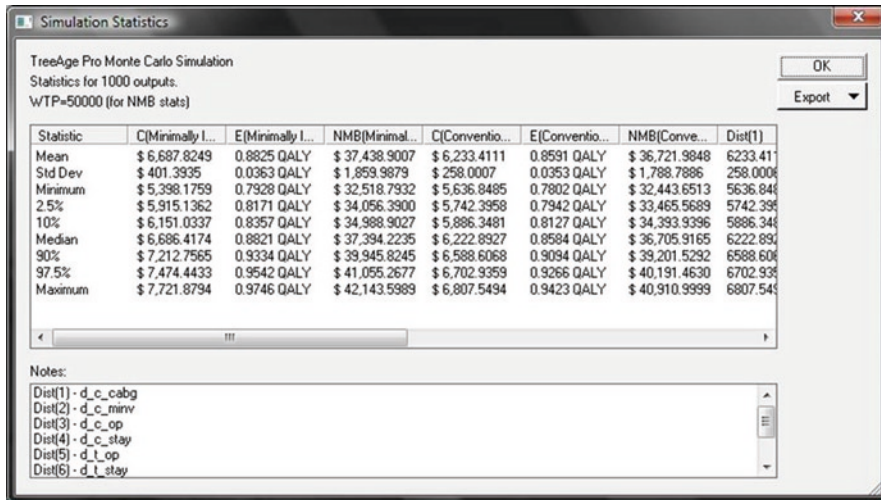 Simulation Statistics
TreeAge Pro Monte Carlo Simulation
Statistics for 1000 outputs.
WTP=50000 (for NMB stats)
OK
Export
Statistic C(Minimally I... E(Minimally I... NMB(Minimal... C(Conventio... E(Conventio... NMB(Conve... Dist(1)
Mean $ 6,687.8249 0.8825 QALY $ 37,438.9007 $ 6,233.4111 0.8591 QALY $ 36,721.9848 6233.41
Std Dev $ 401.3935 0.0363 QALY $ 1,859.9879 $ 258.0007 0.0353 QALY $ 1,788.7886 258.000
Minimum $ 5,398.1759 0.7928 QALY $ 32,518.7932 $ 5,636.8485 0.7802 QALY $ 32,443.6513 5636.848
2.5% $ 5,915.1362 0.8171 QALY $ 34,056.3900 $ 5,742.3958 0.7942 QALY $ 33,465.5689 5742.395
10% $ 6,151.0337 0.8357 QALY $ 34,988.9027 $ 5,886.3481 0.8127 QALY $ 34,393.9396 5886.348
Median $ 6,686.4174 0.8821 QALY $ 37,394.2235 $ 6,222.8927 0.8584 QALY $ 36,705.9165 6222.892
90% $ 7,212.7565 0.9334 QALY $ 39,945.8245 $ 6,588.6068 0.9094 QALY $ 39,201.5292 6588.606
97.5% $ 7,474.4433 0.9542 QALY $ 41,055.2677 $ 6,702.9359 0.9266 QALY $ 40,191.4630 6702.935
Maximum $ 7,721.8794 0.9746 QALY $ 42,143.5989 $ 6,807.5494 0.9423 QALY $ 40,910.9999 6807.549
Notes:
Dist(1) - d_c_cabg
Dist(2) - d_c_minv
Dist(3) - d_c_op
Dist(4) - d_c_stay
Dist(5) - d_t_op
Dist(6) - d_t_stay